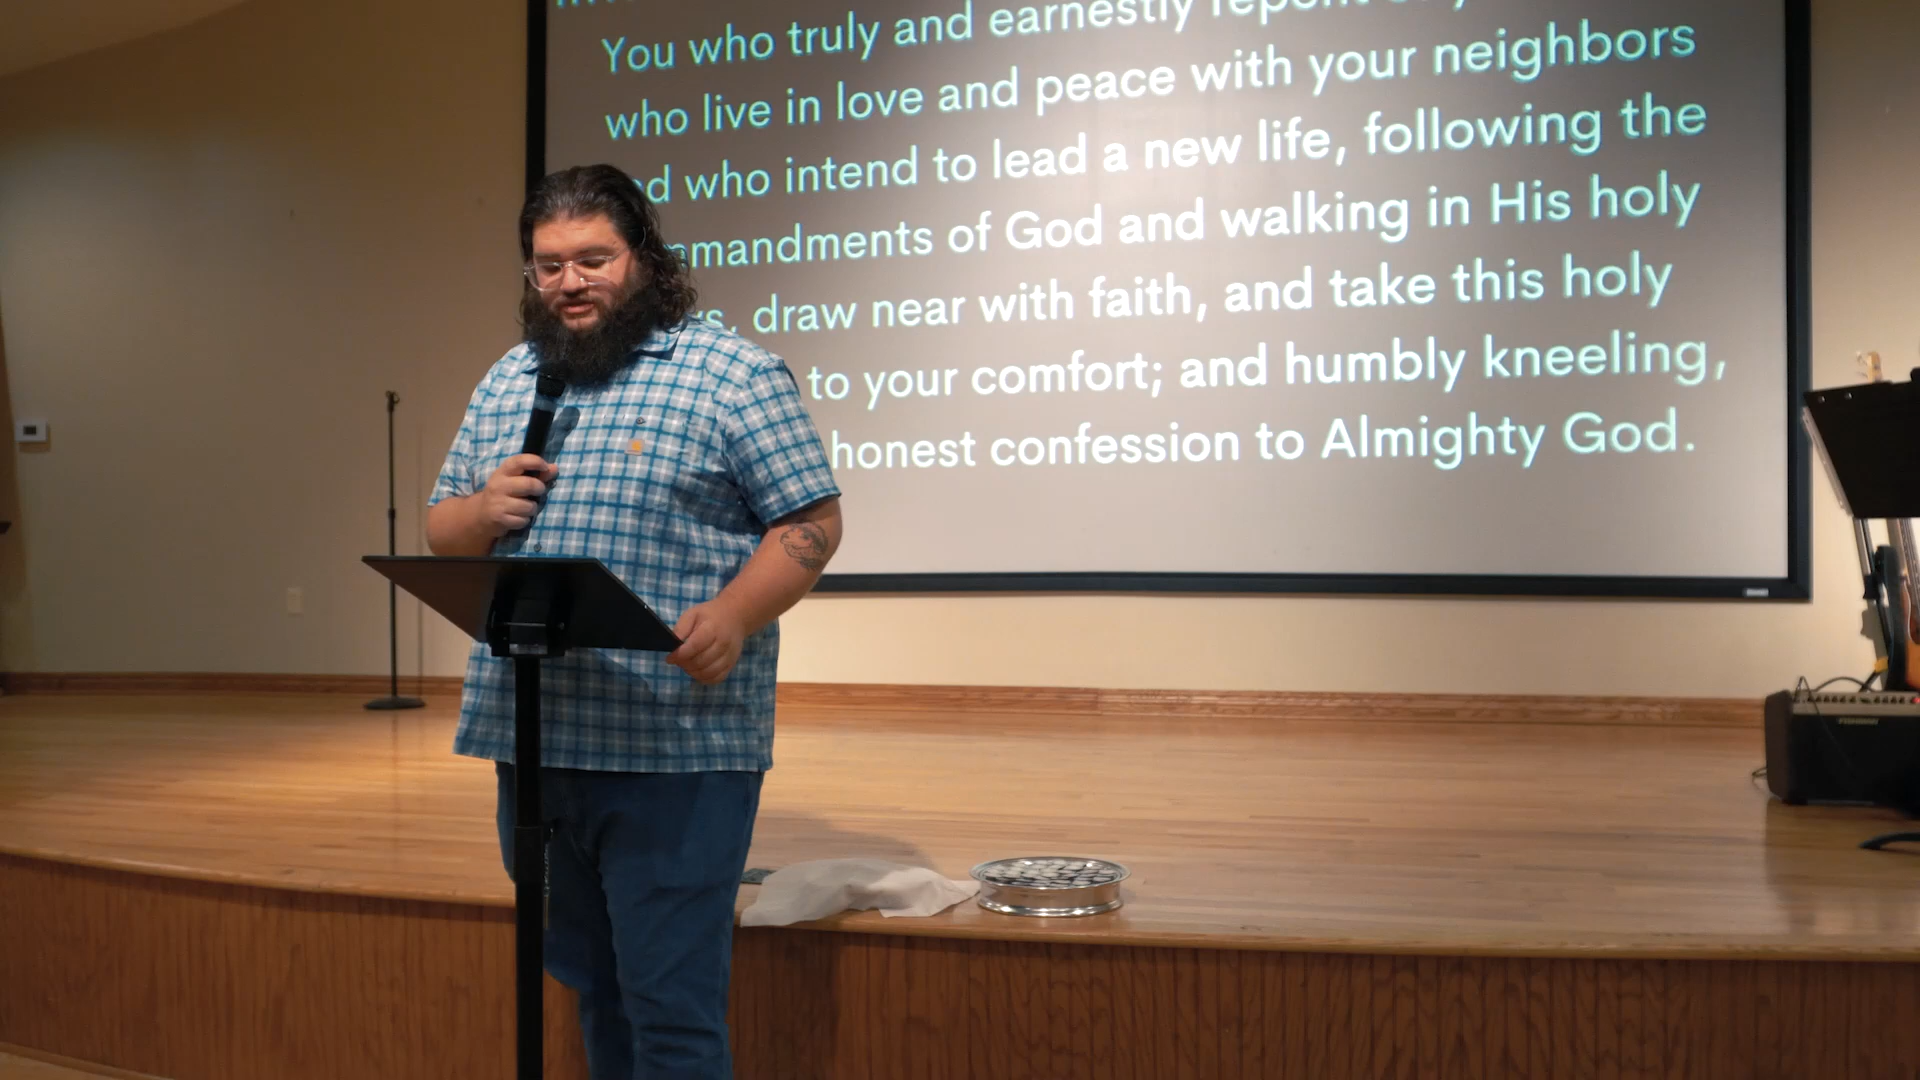 You who truly and earnestly repent
who live in love and peace with your neighbors
who intend to lead a new life, following the
of God and walking in His holy
draw near with faith, and take this holy
to your comfort; and humbly kneeling,
honest confession to Almighty God.